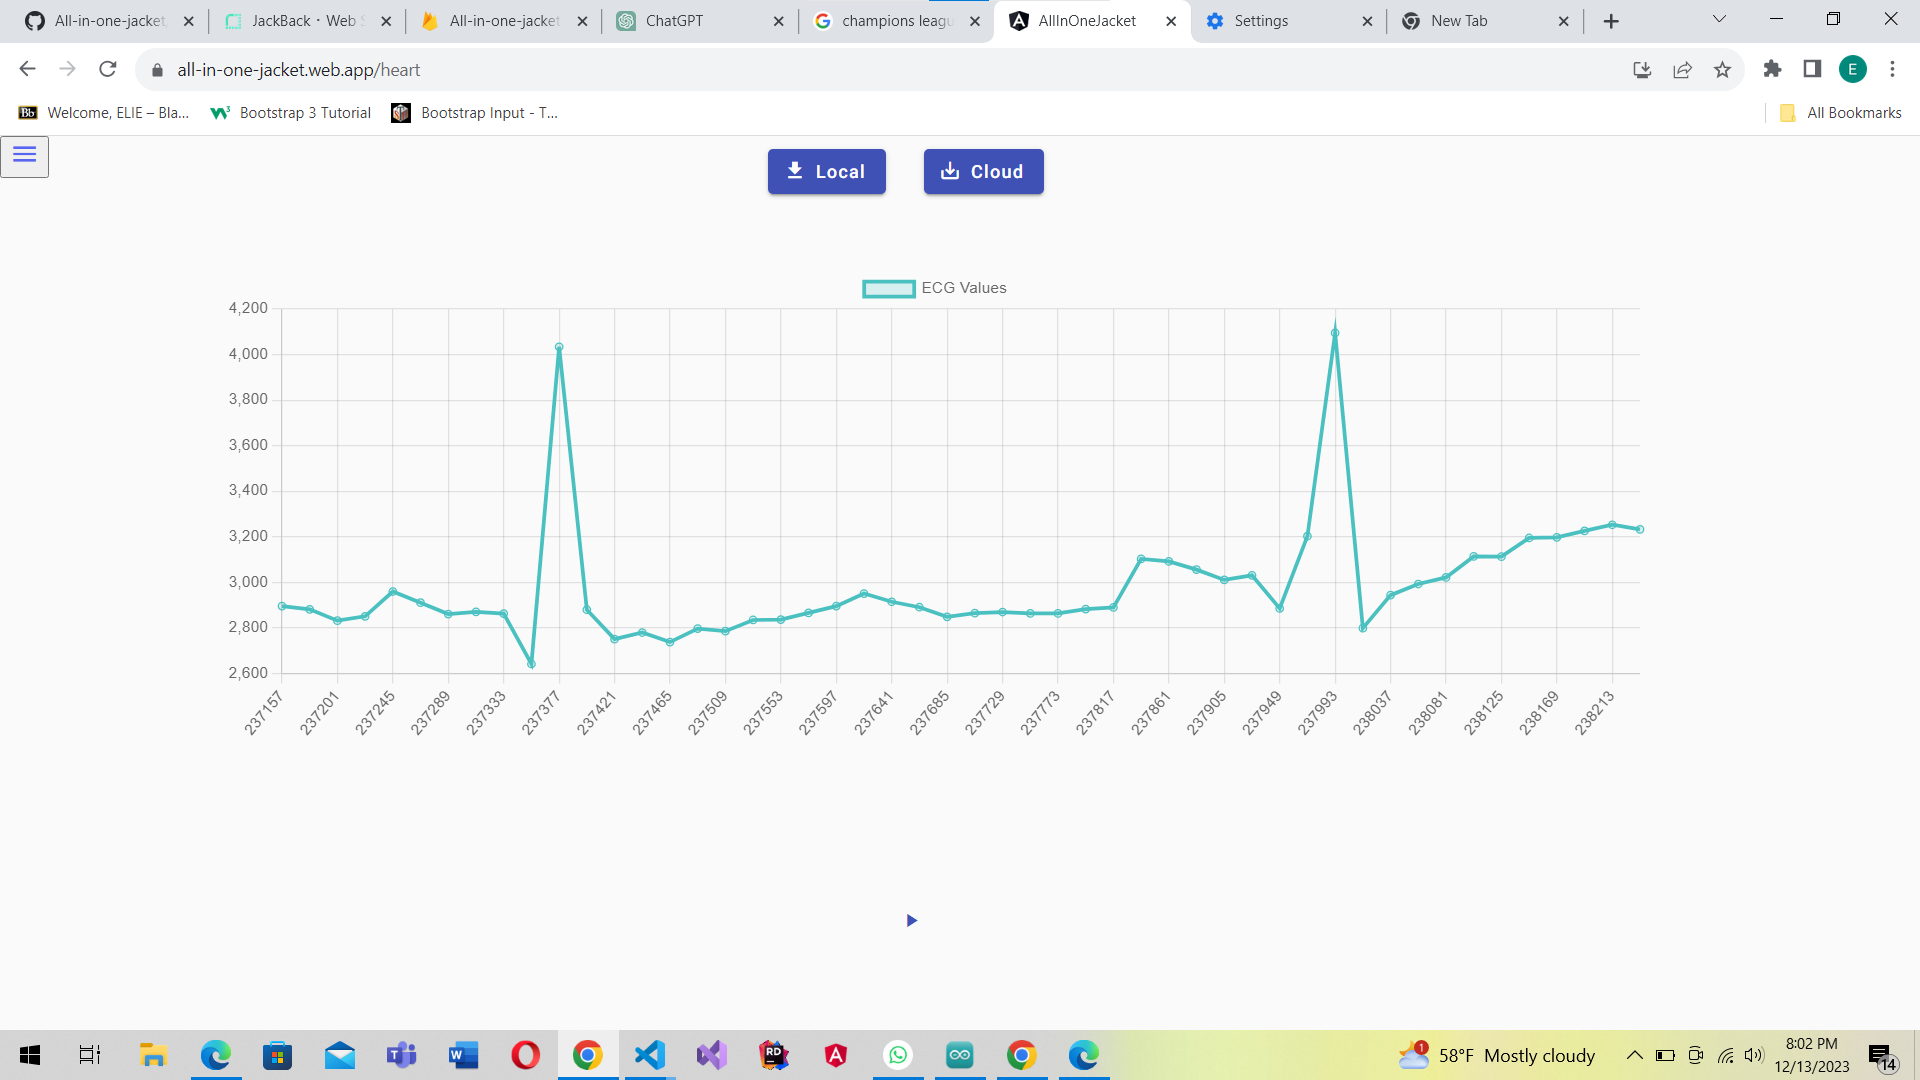 All-in-one-jacket
JackBack · Web S
All-in-one-jacket
ChatGPT
champions leagu
AllInOneJacket
Settings
New Tab
all-in-one-jacket.web.app/heart
E
Bb Welcome, ELIE – Bla...
Bootstrap 3 Tutorial
Bootstrap Input - T...
All Bookmarks
Local
Cloud
ECG Values
4,200
4,000
3,800
3,600
3,400
3,200
3,000
2,800
2,600
237157
237201
237245
237289
237333
237377
237421
237465
237509
237553
237597
237641
237685
237729
237773
237817
237861
237905
237949
237993
238037
238081
238125
238169
238213
1
58°F Mostly cloudy
8:02 PM
12/13/2023
14